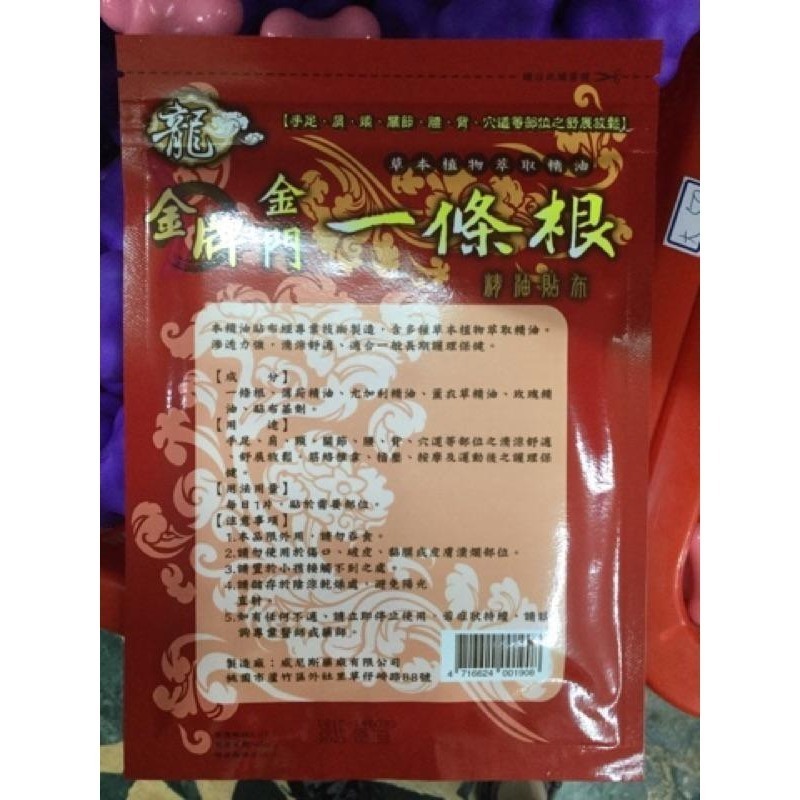 龍
【手足、肩、頸、關節、腰、背、穴道等部位之舒展放鬆】
草本植物萃取精油
金牌 金門 一條根
精油貼布
本精油貼布經專業技術製造，含多種草本植物萃取精油。
滲透力強，清涼舒適、適合一般長期護理保健。
【成 分】
一條根、薄荷精油、尤加利精油、薰衣草精油、玫瑰精
油、貼布基劑。
【用 途】
手足、肩、頸、關節、腰、背、穴道等部位之清涼舒適
、舒展放鬆、筋絡推拿、指壓、按摩及運動後之護理保
健。
【用法用量】
每日1片，貼於需要部位。
【注意事項】
1.本品限外用，請勿吞食。
2.請勿使用於傷口、破皮、黏膜或皮膚潰爛部位。
3.請置於小孩接觸不到之處。
4.請儲存於陰涼乾燥處，避免陽光
直射。
5.如有任何不適，請立即停止使用，若症狀持續，請諮
詢專業醫師或藥師。
製造廠：威尼斯藥廠有限公司
桃園市蘆竹區外社里草仔崎路88號
4 716624 001908